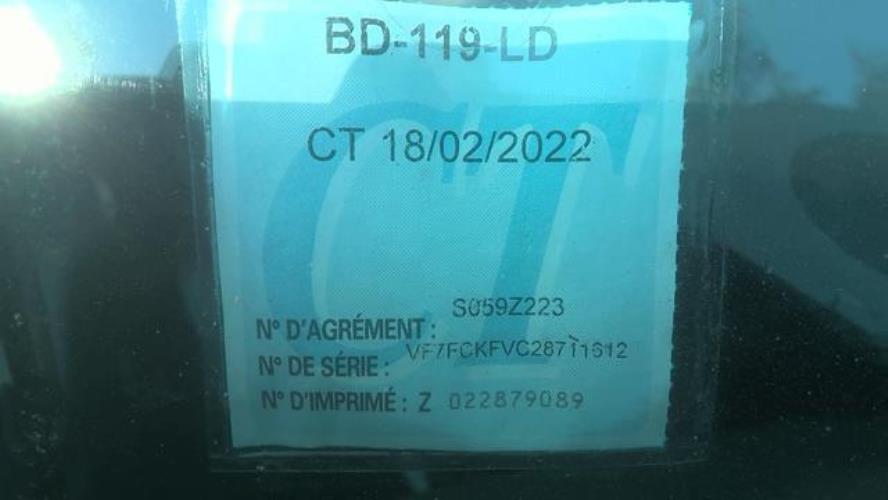 BD-119-LD
CT 18/02/2022
CT
S059Z223
N° D'AGRÉMENT :
VF7FCKFVC28711612
N° DE SÉRIE :
N° D'IMPRIMÉ : Z 022879089